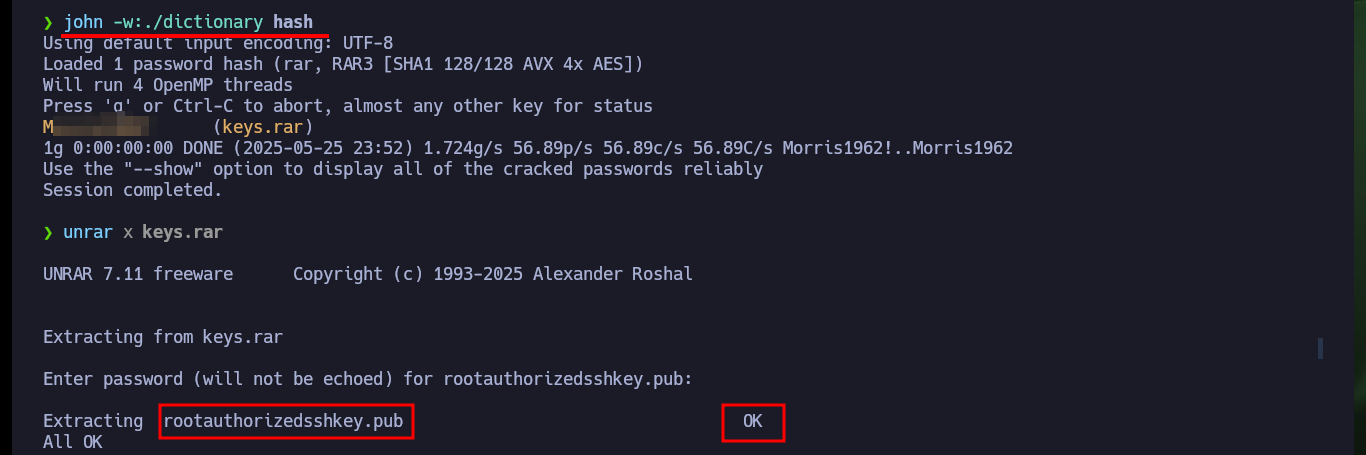 ❯ john -w:./dictionary hash
Using default input encoding: UTF-8
Loaded 1 password hash (rar, RAR3 [SHA1 128/128 AVX 4x AES])
Will run 4 OpenMP threads
Press 'q' or Ctrl-C to abort, almost any other key for status
M (keys.rar)
1g 0:00:00:00 DONE (2025-05-25 23:52) 1.724g/s 56.89p/s 56.89c/s 56.89C/s Morris1962!..Morris1962
Use the "--show" option to display all of the cracked passwords reliably
Session completed.
❯ unrar x keys.rar
UNRAR 7.11 freeware Copyright (c) 1993-2025 Alexander Roshal
Extracting from keys.rar
Enter password (will not be echoed) for rootauthorizedsshkey.pub:
Extracting rootauthorizedsshkey.pub OK
All OK